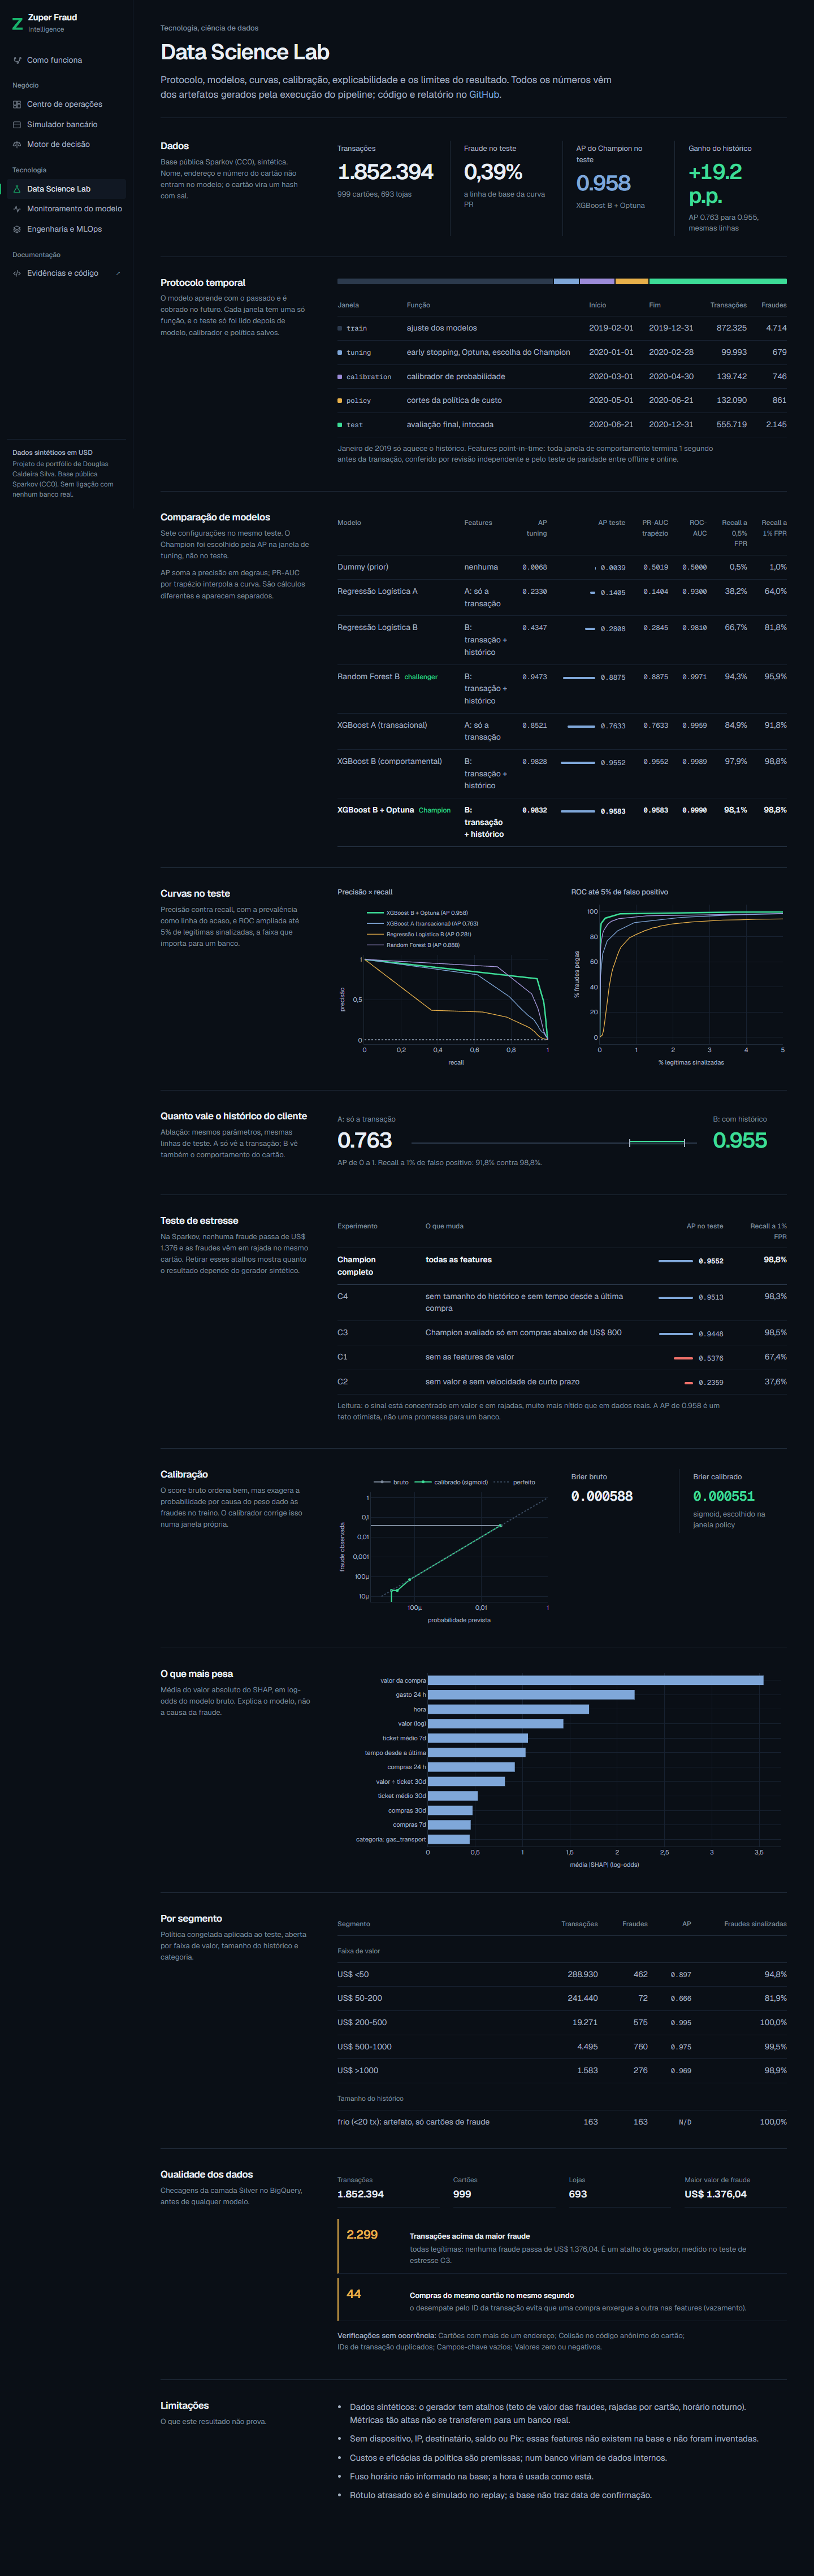 Zuper Fraud
Intelligence
Como funciona
Negócio
Centro de operações
Simulador bancário
Motor de decisão
Tecnologia
Data Science Lab
Monitoramento do modelo
Engenharia e MLOps
Documentação
Evidências e código ↗
Dados sintéticos em USD
Projeto de portfólio de Douglas
Caldeira Silva. Base pública
Sparkov (CC0). Sem ligação com
nenhum banco real.
Tecnologia, ciência de dados
Data Science Lab
Protocolo, modelos, curvas, calibração, explicabilidade e os limites do resultado. Todos os números vêm
dos artefatos gerados pela execução do pipeline; código e relatório no GitHub.
Dados
Base pública Sparkov (CC0), sintética.
Nome, endereço e número do cartão não
entram no modelo; o cartão vira um hash
com sal.
Transações
1.852.394
999 cartões, 693 lojas
Fraude no teste
0,39%
a linha de base da curva
PR
AP do Champion no
teste
0.958
XGBoost B + Optuna
Ganho do histórico
+19.2
p.p.
AP 0.763 para 0.955,
mesmas linhas
Protocolo temporal
O modelo aprende com o passado e é
cobrado no futuro. Cada janela tem uma só
função, e o teste só foi lido depois de
modelo, calibrador e política salvos.
Janela Função Início Fim Transações Fraudes
train ajuste dos modelos 2019-02-01 2019-12-31 872.325 4.714
tuning early stopping, Optuna, escolha do Champion 2020-01-01 2020-02-28 99.993 679
calibration calibrador de probabilidade 2020-03-01 2020-04-30 139.742 746
policy cortes da política de custo 2020-05-01 2020-06-21 132.090 861
test avaliação final, intocada 2020-06-21 2020-12-31 555.719 2.145
Janeiro de 2019 só aquece o histórico. Features point-in-time: toda janela de comportamento termina 1 segundo
antes da transação, conferido por revisão independente e pelo teste de paridade entre offline e online.
Comparação de modelos
Sete configurações no mesmo teste. O
Champion foi escolhido pela AP na janela de
tuning, não no teste.
AP soma a precisão em degraus; PR-AUC
por trapézio interpola a curva. São cálculos
diferentes e aparecem separados.
Modelo Features AP tuning AP teste PR-AUC trapézio ROC-AUC Recall a 0,5% FPR Recall a 1% FPR
Dummy (prior) nenhuma 0.0068 0.0039 0.5019 0.5000 0,5% 1,0%
Regressão Logística A A: só a transação 0.2330 0.1405 0.1404 0.9300 38,2% 64,0%
Regressão Logística B B: transação + histórico 0.4347 0.2808 0.2845 0.9810 66,7% 81,8%
Random Forest B challenger B: transação + histórico 0.9473 0.8875 0.8875 0.9971 94,3% 95,9%
XGBoost A (transacional) A: só a transação 0.8521 0.7633 0.7633 0.9959 84,9% 91,8%
XGBoost B (comportamental) B: transação + histórico 0.9828 0.9552 0.9552 0.9989 97,9% 98,8%
XGBoost B + Optuna Champion B: transação + histórico 0.9832 0.9583 0.9583 0.9990 98,1% 98,8%
Curvas no teste
Precisão contra recall, com a prevalência
como linha do acaso, e ROC ampliada até
5% de legítimas sinalizadas, a faixa que
importa para um banco.
Precisão × recall
XGBoost B + Optuna (AP 0.958)
XGBoost A (transacional) (AP 0.763)
Regressão Logística B (AP 0.281)
Random Forest B (AP 0.888)
1
0,5
0
precisão
0 0,2 0,4 0,6 0,8 1
recall
ROC até 5% de falso positivo
100
80
60
40
20
0
% fraudes pegas
0 1 2 3 4 5
% legítimas sinalizadas
Quanto vale o histórico do cliente
Ablação: mesmos parâmetros, mesmas
linhas de teste. A só vê a transação; B vê
também o comportamento do cartão.
A: só a transação
0.763
B: com histórico
0.955
AP de 0 a 1. Recall a 1% de falso positivo: 91,8% contra 98,8%.
Teste de estresse
Na Sparkov, nenhuma fraude passa de US$
1.376 e as fraudes vêm em rajada no mesmo
cartão. Retirar esses atalhos mostra quanto
o resultado depende do gerador sintético.
Experimento O que muda AP no teste Recall a 1% FPR
Champion completo todas as features 0.9552 98,8%
C4 sem tamanho do histórico e sem tempo desde a última compra 0.9513 98,3%
C3 Champion avaliado só em compras abaixo de US$ 800 0.9448 98,5%
C1 sem as features de valor 0.5376 67,4%
C2 sem valor e sem velocidade de curto prazo 0.2359 37,6%
Leitura: o sinal está concentrado em valor e em rajadas, muito mais nítido que em dados reais. A AP de 0.958 é um
teto otimista, não uma promessa para um banco.
Calibração
O score bruto ordena bem, mas exagera a
probabilidade por causa do peso dado às
fraudes no treino. O calibrador corrige isso
numa janela própria.
bruto calibrado (sigmoid) perfeito
1
0,1
0,01
0,001
100μ
10μ
fraude observada
100μ 0,01 1
probabilidade prevista
Brier bruto
0.000588
Brier calibrado
0.000551
sigmoid, escolhido na
janela policy
O que mais pesa
Média do valor absoluto do SHAP, em log-
odds do modelo bruto. Explica o modelo, não
a causa da fraude.
valor da compra
gasto 24 h
hora
valor (log)
ticket médio 7d
tempo desde a última
compras 24 h
valor ÷ ticket 30d
ticket médio 30d
compras 30d
compras 7d
categoria: gas_transport
0 0,5 1 1,5 2 2,5 3 3,5
média |SHAP| (log-odds)
Por segmento
Política congelada aplicada ao teste, aberta
por faixa de valor, tamanho do histórico e
categoria.
Segmento Transações Fraudes AP Fraudes sinalizadas
Faixa de valor
US$ <50 288.930 462 0.897 94,8%
US$ 50-200 241.440 72 0.666 81,9%
US$ 200-500 19.271 575 0.995 100,0%
US$ 500-1000 4.495 760 0.975 99,5%
US$ >1000 1.583 276 0.969 98,9%
Tamanho do histórico
frio (<20 tx): artefato, só cartões de fraude 163 163 N/D 100,0%
Qualidade dos dados
Checagens da camada Silver no BigQuery,
antes de qualquer modelo.
Transações
1.852.394
Cartões
999
Lojas
693
Maior valor de fraude
US$ 1.376,04
2.299
Transações acima da maior fraude
todas legítimas: nenhuma fraude passa de US$ 1.376,04. É um atalho do gerador, medido no teste de
estresse C3.
44
Compras do mesmo cartão no mesmo segundo
o desempate pelo ID da transação evita que uma compra enxergue a outra nas features (vazamento).
Verificações sem ocorrência: Cartões com mais de um endereço; Colisão no código anônimo do cartão;
IDs de transação duplicados; Campos-chave vazios; Valores zero ou negativos.
Limitações
O que este resultado não prova.
• Dados sintéticos: o gerador tem atalhos (teto de valor das fraudes, rajadas por cartão, horário noturno).
Métricas tão altas não se transferem para um banco real.
• Sem dispositivo, IP, destinatário, saldo ou Pix: essas features não existem na base e não foram inventadas.
• Custos e eficácias da política são premissas; num banco viriam de dados internos.
• Fuso horário não informado na base; a hora é usada como está.
• Rótulo atrasado só é simulado no replay; a base não traz data de confirmação.